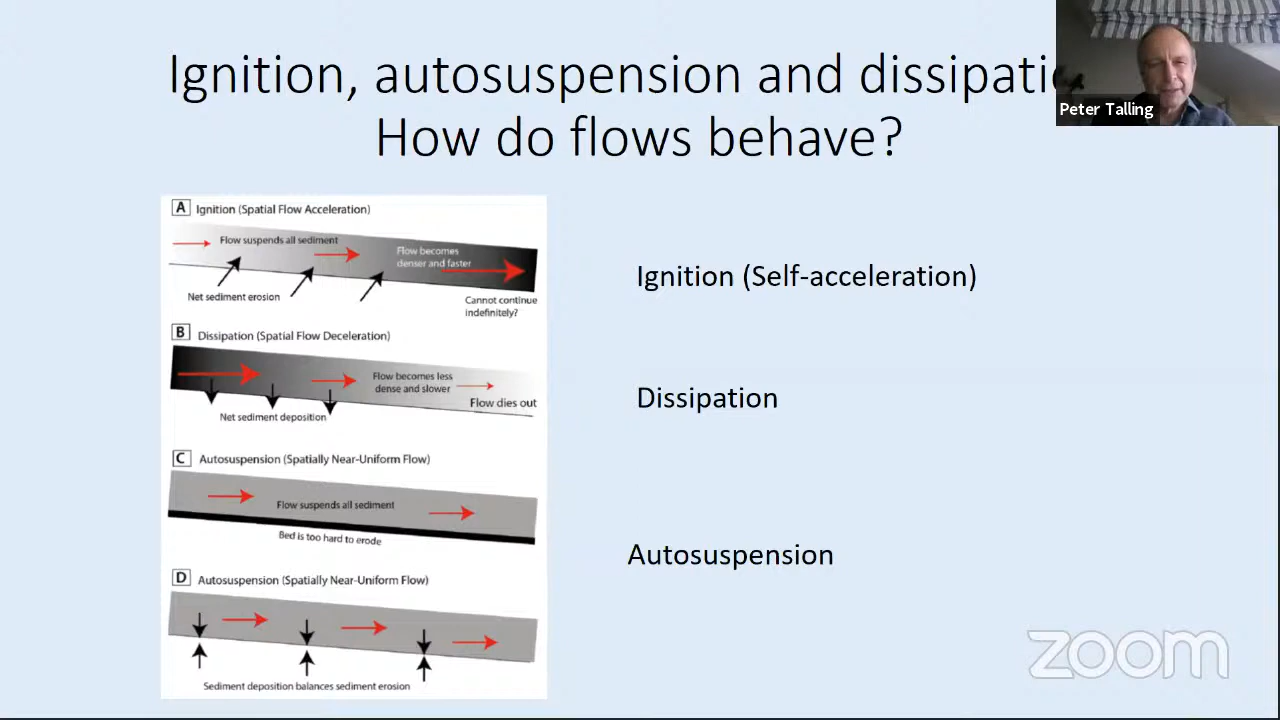 Ignition, autosuspension and dissipati
How do flows behave?
Peter Talling
A Ignition (Spatial Flow Acceleration)
Flow suspends all sediment
Flow becomes
denser and faster
Net sediment erosion
Cannot continue
indefinitely?
B Dissipation (Spatial Flow Deceleration)
Flow becomes less
dense and slower
Flow dies out
Net sediment deposition
C Autosuspension (Spatially Near-Uniform Flow)
Flow suspends all sediment
Bed is too hard to erode
D Autosuspension (Spatially Near-Uniform Flow)
Sediment deposition balances sediment erosion
Ignition (Self-acceleration)
Dissipation
Autosuspension
zoom